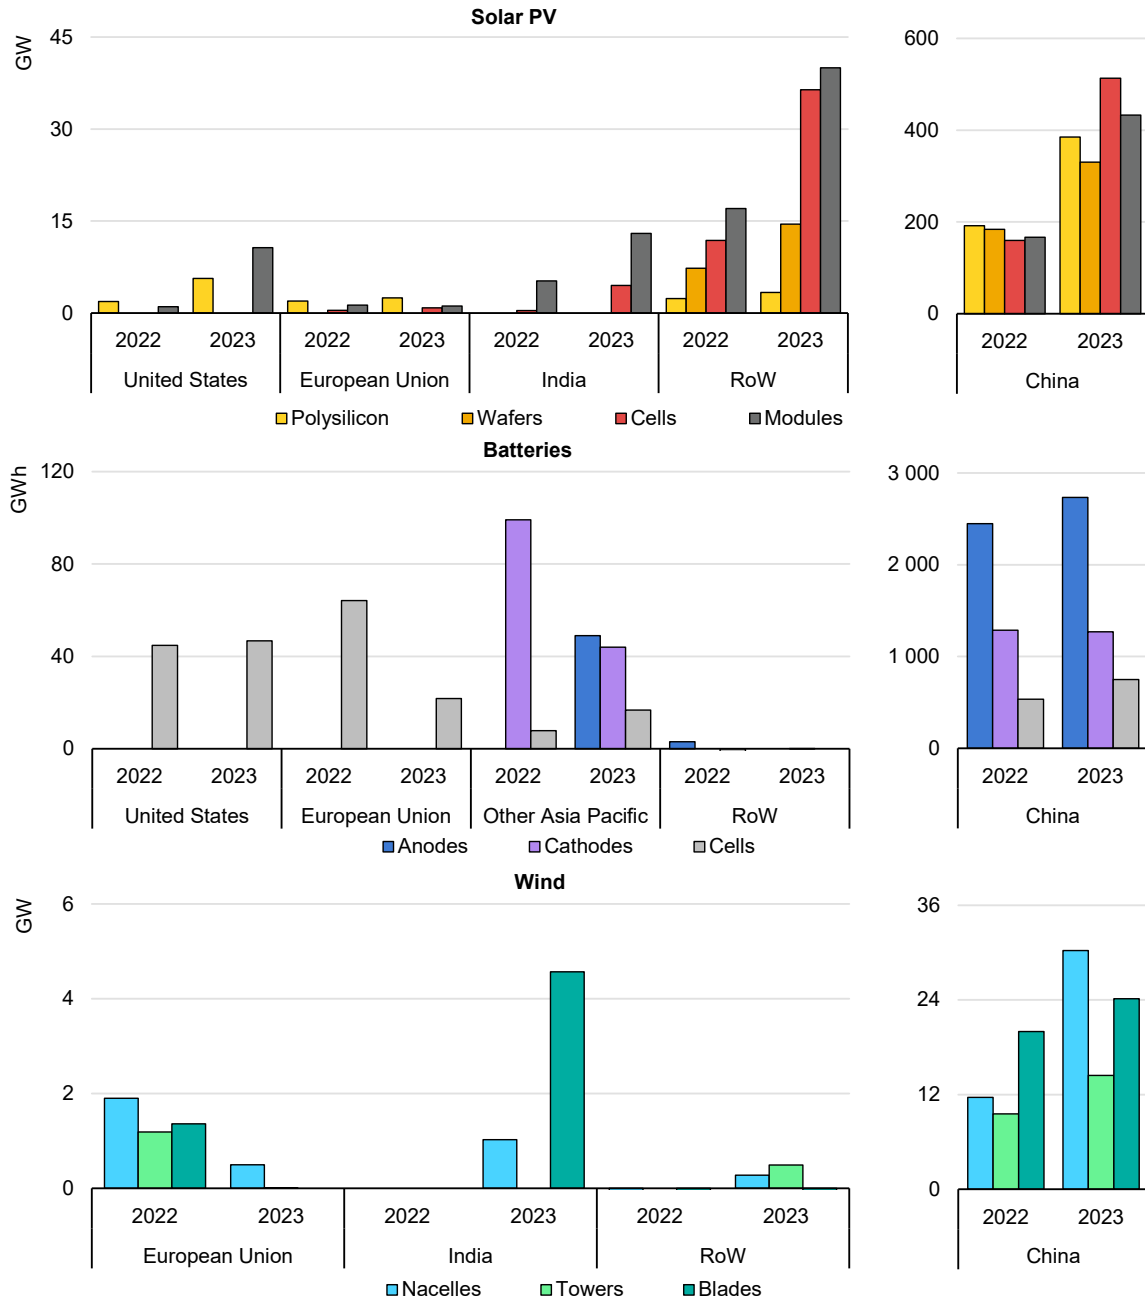 Solar PV
GW
45
30
15
0
2022 2023 2022 2023 2022 2023 2022 2023
United States European Union India RoW
600
400
200
0
2022 2023
China
Polysilicon Wafers Cells Modules
Batteries
GWh
120
80
40
0
2022 2023 2022 2023 2022 2023 2022 2023
United States European Union Other Asia Pacific RoW
3 000
2 000
1 000
0
2022 2023
China
Anodes Cathodes Cells
Wind
GW
6
4
2
0
2022 2023 2022 2023 2022 2023
European Union India RoW
36
24
12
0
2022 2023
China
Nacelles Towers Blades